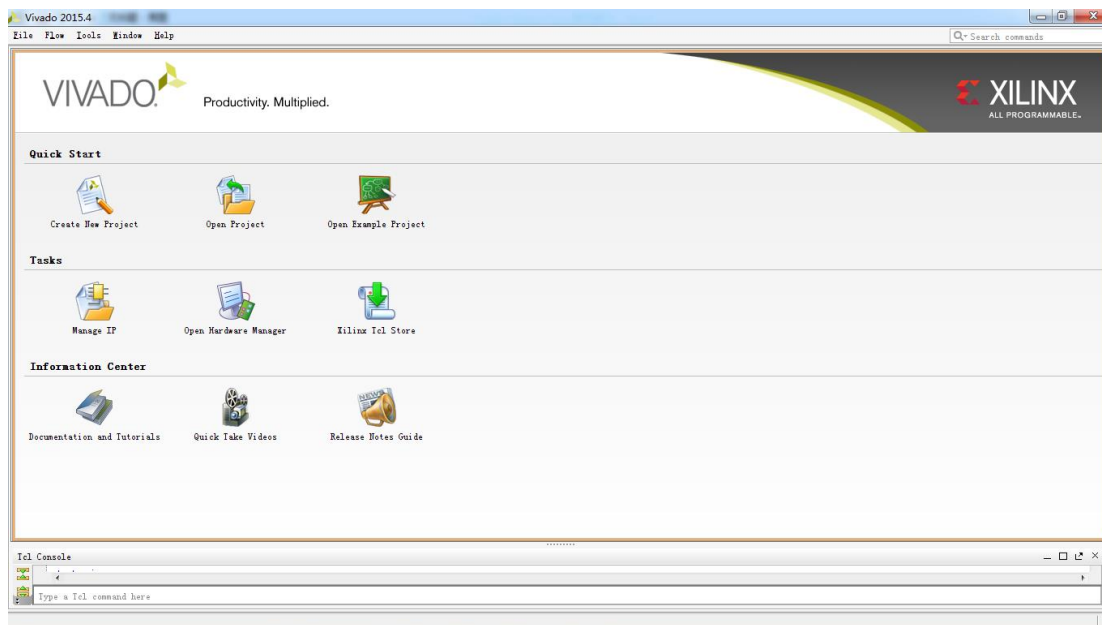 Vivado 2015.4
File Flow Tools Window Help
Search commands
VIVADO.
Productivity. Multiplied.
XILINX
ALL PROGRAMMABLE.
Quick Start
Create New Project
Open Project
Open Example Project
Tasks
Manage IP
Open Hardware Manager
Xilinx Tcl Store
Information Center
NEWS
Documentation and Tutorials
Quick Take Videos
Release Notes Guide
Tcl Console
Type a Tcl command here